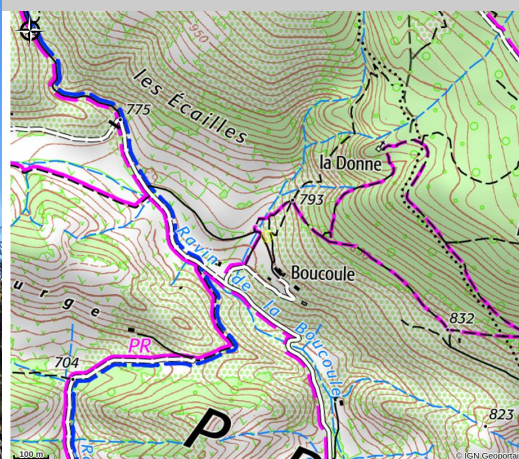 950
les Écailles
775
la Donne
793
Ravin de la Boucoule
Boucoule
urge
832
PR
704
823
P
100 m
© IGN Geoportail